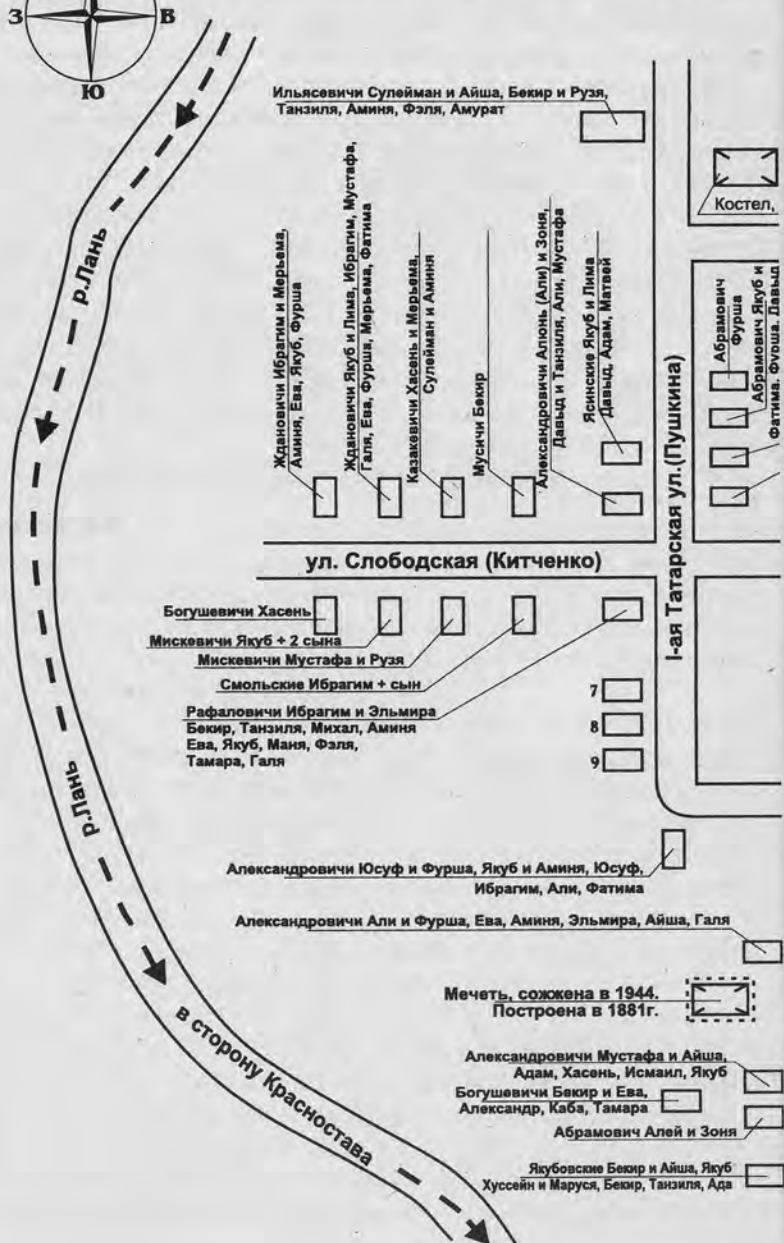 З
В
Ю
Ильясевичи Сулейман и Айша, Бекир и Рузя,
Танзиля, Аминя, Фэля, Амурат
р.Лань
Костел,
Ждановичи Ибрагим и Мерьема,
Аминя, Ева, Якуб, Фурша
Ждановичи Якуб и Лима, Ибрагим, Мустафа,
Галя, Ева, Фурша, Мерьема, Фатима
Казакевичи Хасень и Мерьема,
Сулейман и Аминя
Мусичи Бекир
Александровичи Алюнь (Али) и Зоня,
Давыд и Танзиля, Али, Мустафа
Ясинские Якуб и Лима
Давыд, Адам, Матвей
I-ая Татарская ул.(Пушкина)
Абрамович
Фурша
Абрамович Якуб и
Фатима, Фурша, Давыд
ул. Слободская (Китченко)
Богушевичи Хасень
Мискевичи Якуб + 2 сына
Мискевичи Мустафа и Рузя
Смольские Ибрагим + сын
Рафаловичи Ибрагим и Эльмира
Бекир, Танзиля, Михал, Аминя
Ева, Якуб, Маня, Фэля,
Тамара, Галя
7
8
9
р.Лань
Александровичи Юсуф и Фурша, Якуб и Аминя, Юсуф,
Ибрагим, Али, Фатима
Александровичи Али и Фурша, Ева, Аминя, Эльмира, Айша, Галя
Мечеть, сожжена в 1944.
Построена в 1881г.
в сторону Красностава
Александровичи Мустафа и Айша,
Адам, Хасень, Исмаил, Якуб
Богушевичи Бекир и Ева,
Александр, Каба, Тамара
Абрамович Алей и Зоня
Якубовские Бекир и Айша, Якуб
Хуссейн и Маруся, Бекир, Танзиля, Ада